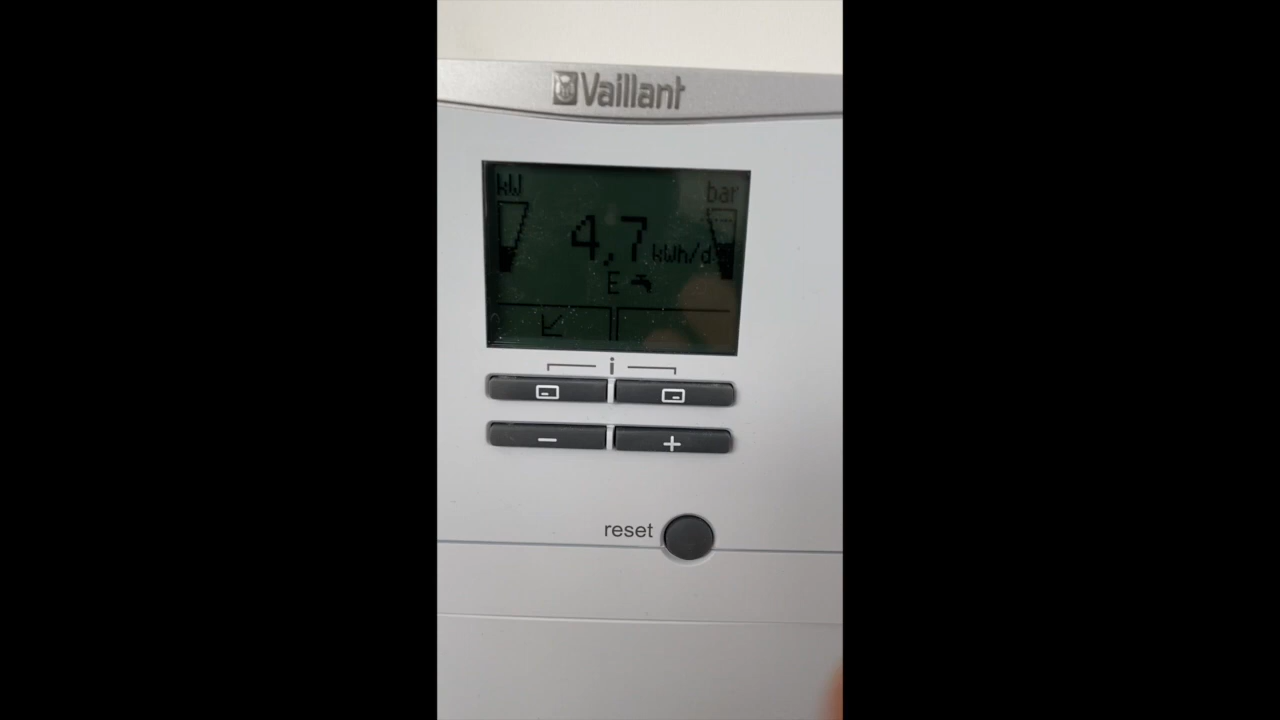 Vaillant
kW
bar
4,7 kWh/d
E
i
− +
reset